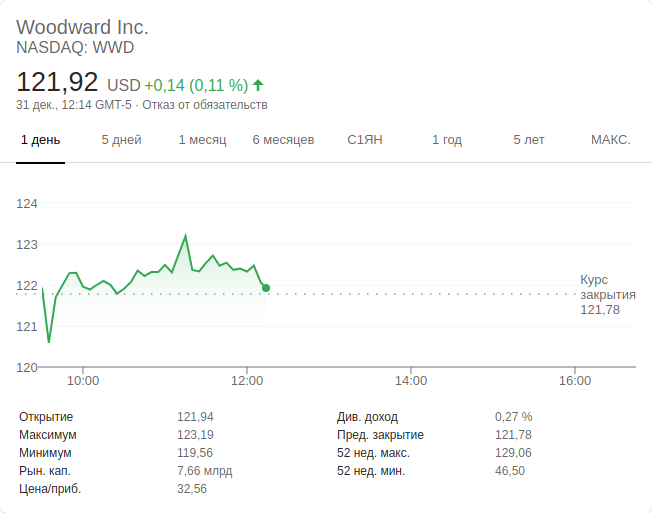 Woodward Inc.
NASDAQ: WWD
121,92 USD +0,14 (0,11 %)
31 дек., 12:14 GMT-5 · Отказ от обязательств
1 день 5 дней 1 месяц 6 месяцев С1ЯН 1 год 5 лет МАКС.
124
123
122
121
120
Курс
закрытия
121,78
10:00 12:00 14:00 16:00
Открытие 121,94 Див. доход 0,27 %
Максимум 123,19 Пред. закрытие 121,78
Минимум 119,56 52 нед. макс. 129,06
Рын. кап. 7,66 млрд 52 нед. мин. 46,50
Цена/приб. 32,56